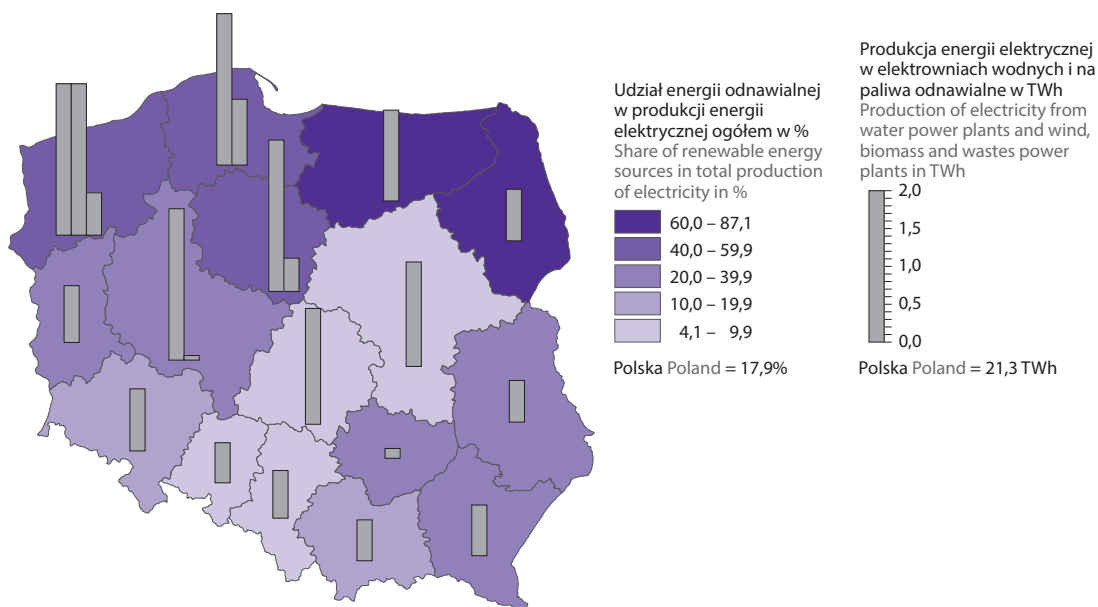 Udział energii odnawialnej
w produkcji energii
elektrycznej ogółem w %
Share of renewable energy
sources in total production
of electricity in %
60,0 – 87,1
40,0 – 59,9
20,0 – 39,9
10,0 – 19,9
4,1 – 9,9
Polska Poland = 17,9%
Produkcja energii elektrycznej
w elektrowniach wodnych i na
paliwa odnawialne w TWh
Production of electricity from
water power plants and wind,
biomass and wastes power
plants in TWh
2,0
1,5
1,0
0,5
0,0
Polska Poland = 21,3 TWh